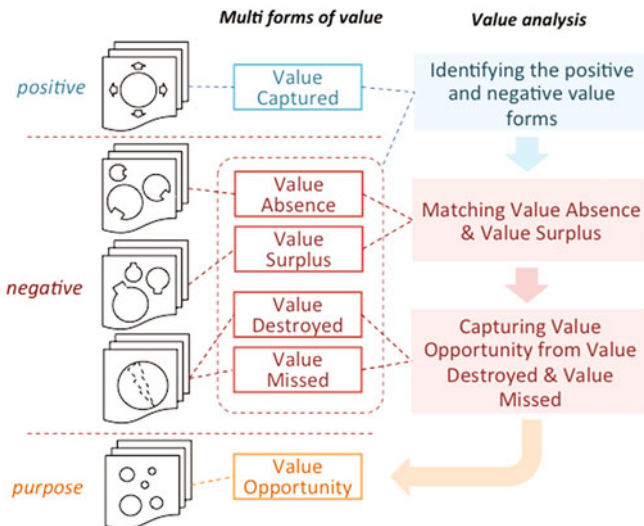 Multi forms of value
Value analysis
positive
Value
Captured
Identifying the positive
and negative value
forms
negative
Value
Absence
Value
Surplus
Matching Value Absence
& Value Surplus
Value
Destroyed
Value
Missed
Capturing Value
Opportunity from Value
Destroyed & Value
Missed
purpose
Value
Opportunity